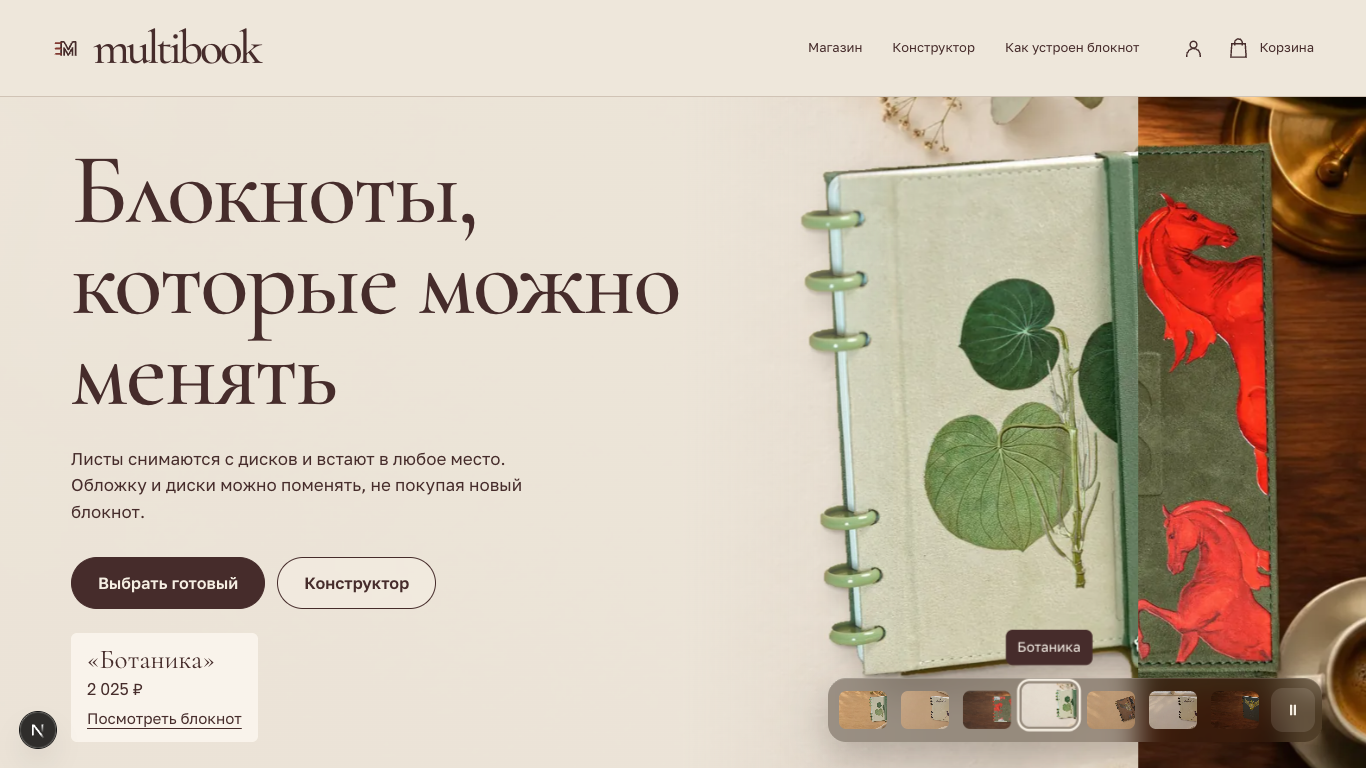 multibook
Магазин
Конструктор
Как устроен блокнот
Корзина
Блокноты,
которые можно
менять
Листы снимаются с дисков и встают в любое место.
Обложку и диски можно поменять, не покупая новый
блокнот.
Выбрать готовый
Конструктор
«Ботаника»
2 025 ₽
Посмотреть блокнот
Ботаника
N